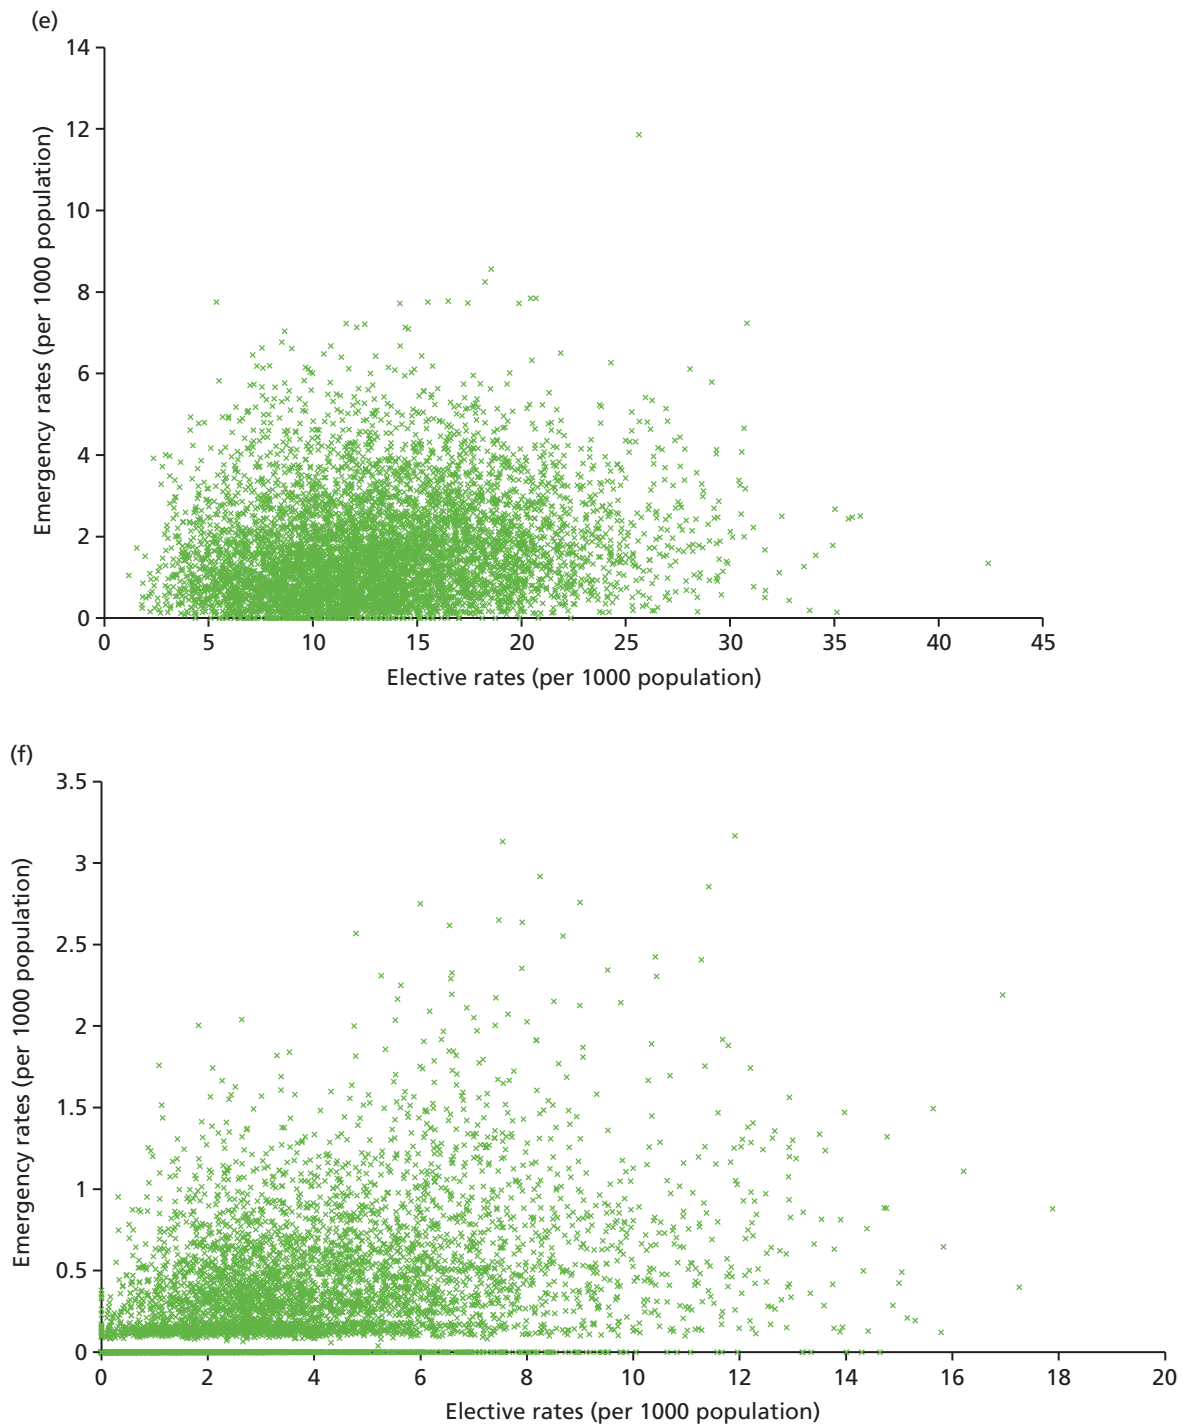 (e)
14
12
10
8
6
4
2
0
Emergency rates (per 1000 population)
0 5 10 15 20 25 30 35 40 45
Elective rates (per 1000 population)
(f)
3.5
3
2.5
2
1.5
1
0.5
0
Emergency rates (per 1000 population)
0 2 4 6 8 10 12 14 16 18 20
Elective rates (per 1000 population)